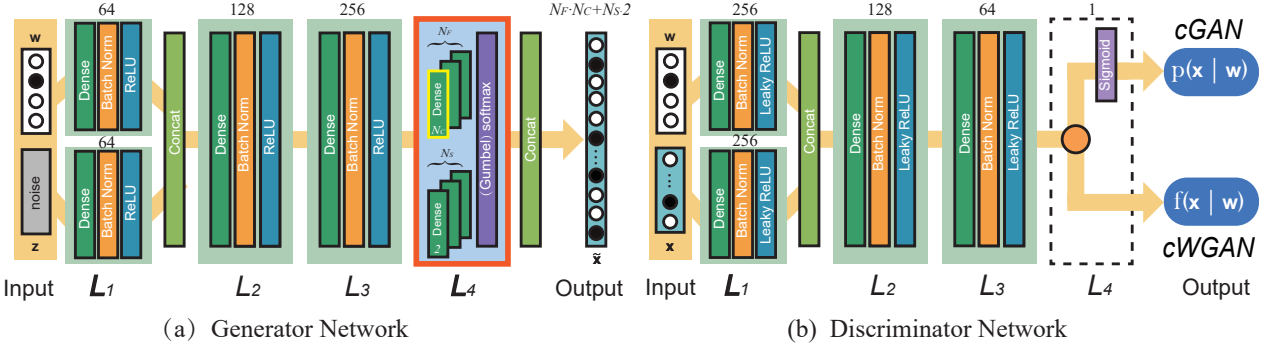 64
128
256
N_F·N_C+N_S·2
w
Dense
Batch Norm
ReLU
64
noise
z
Dense
Batch Norm
ReLU
Concat
Dense
Batch Norm
ReLU
Dense
Batch Norm
ReLU
N_F
Dense
N_C
N_S
Dense
2
(Gumbel) softmax
Concat
x̃
Input
L1
L2
L3
L4
Output
(a) Generator Network
256
128
64
1
w
Dense
Batch Norm
Leaky ReLU
256
x
Dense
Batch Norm
Leaky ReLU
Concat
Dense
Batch Norm
Leaky ReLU
Dense
Batch Norm
Leaky ReLU
Sigmoid
cGAN
p(x | w)
f(x | w)
cWGAN
Input
L1
L2
L3
L4
Output
(b) Discriminator Network